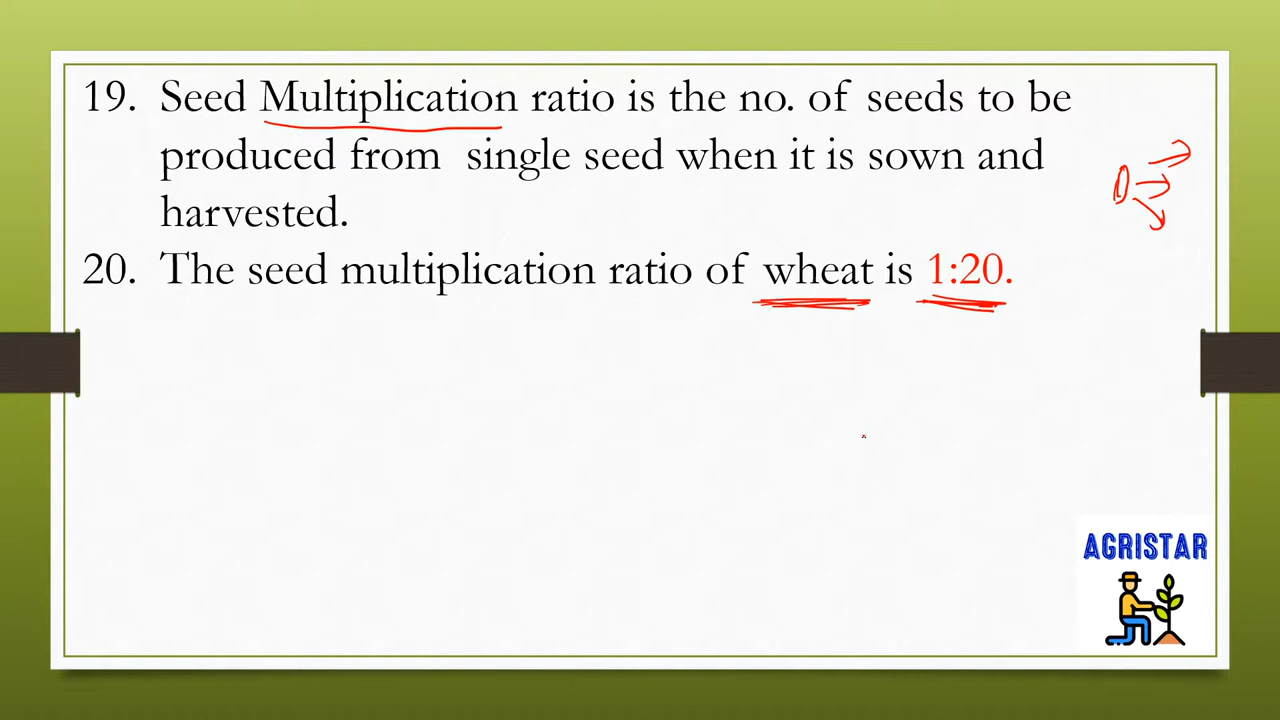 19. Seed Multiplication ratio is the no. of seeds to be
produced from single seed when it is sown and
harvested.
20. The seed multiplication ratio of wheat is 1:20.
AGRISTAR